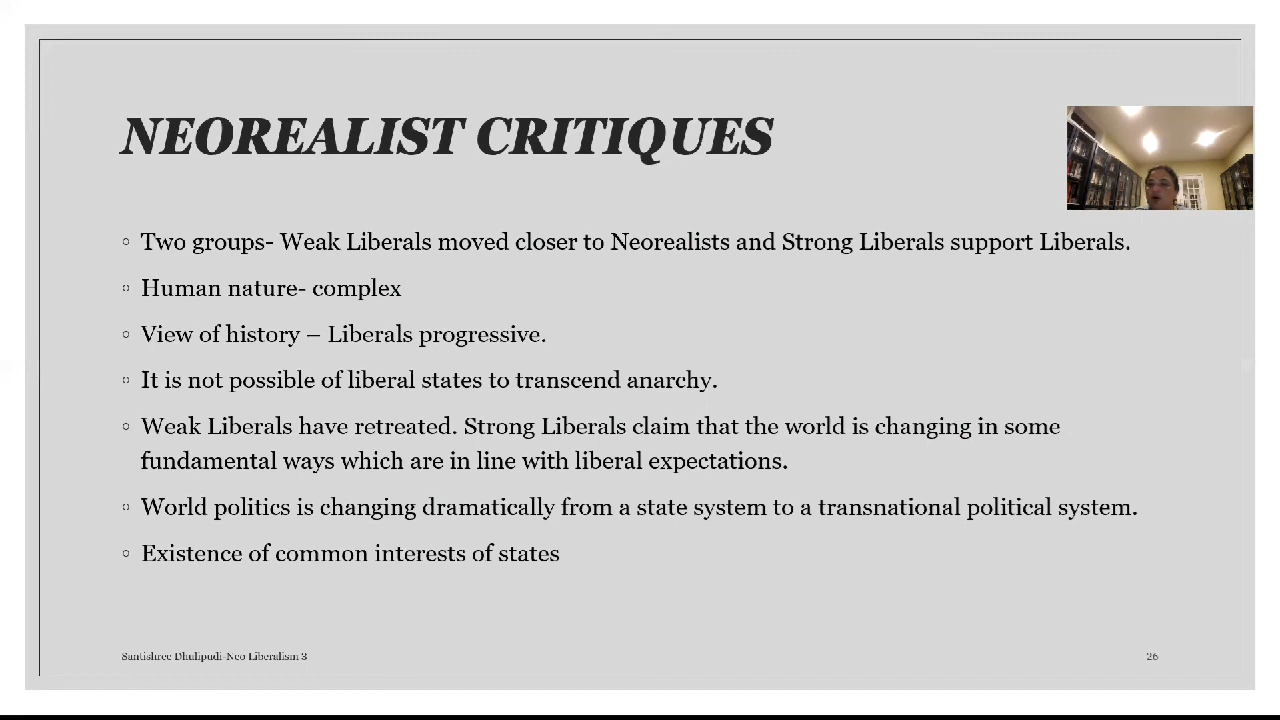 NEOREALIST CRITIQUES
◦ Two groups- Weak Liberals moved closer to Neorealists and Strong Liberals support Liberals.
◦ Human nature- complex
◦ View of history – Liberals progressive.
◦ It is not possible of liberal states to transcend anarchy.
◦ Weak Liberals have retreated. Strong Liberals claim that the world is changing in some
fundamental ways which are in line with liberal expectations.
◦ World politics is changing dramatically from a state system to a transnational political system.
◦ Existence of common interests of states
Santishree Dhulipudi-Neo Liberalism 3
26